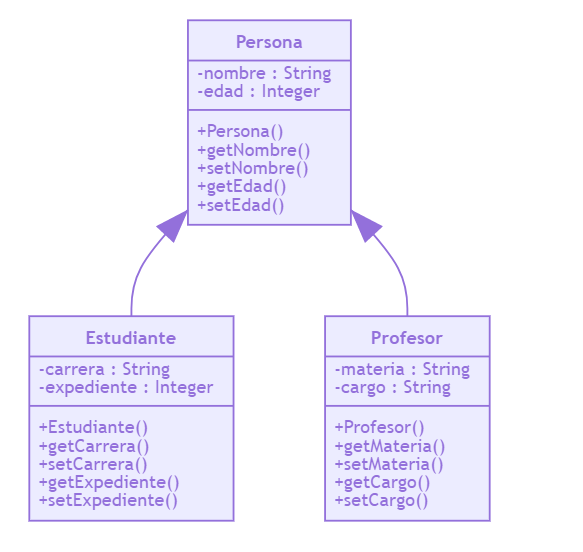 Persona
-nombre : String
-edad : Integer
+Persona()
+getNombre()
+setNombre()
+getEdad()
+setEdad()
Estudiante
-carrera : String
-expediente : Integer
+Estudiante()
+getCarrera()
+setCarrera()
+getExpediente()
+setExpediente()
Profesor
-materia : String
-cargo : String
+Profesor()
+getMateria()
+setMateria()
+getCargo()
+setCargo()